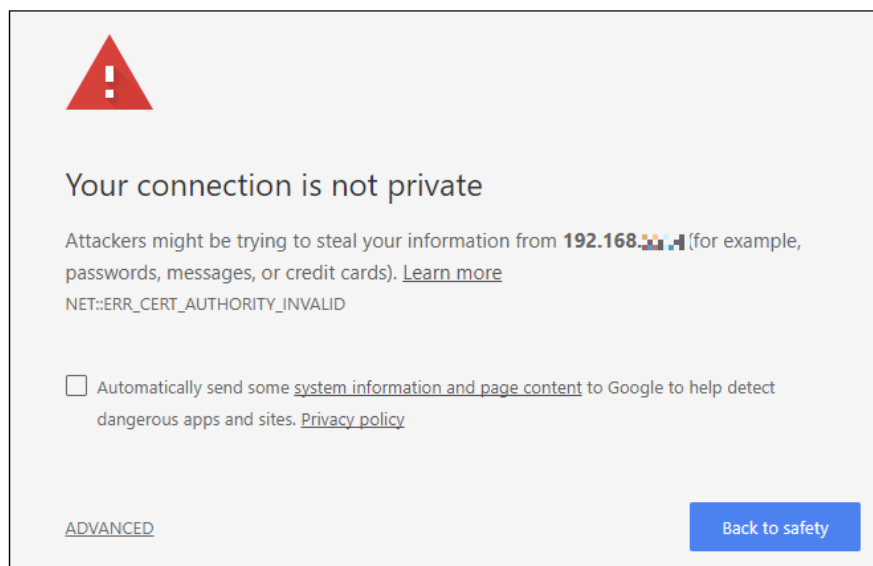 Your connection is not private
Attackers might be trying to steal your information from 192.168. (for example,
passwords, messages, or credit cards). Learn more
NET::ERR_CERT_AUTHORITY_INVALID
Automatically send some system information and page content to Google to help detect
dangerous apps and sites. Privacy policy
ADVANCED
Back to safety